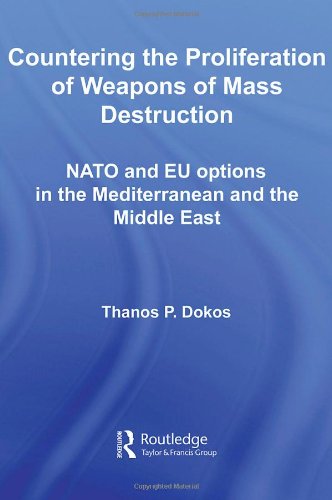 Countering the Proliferation
of Weapons of Mass
Destruction
NATO and EU options
in the Mediterranean and the
Middle East
Thanos P. Dokos
ROUTLEDGE
Routledge
Taylor & Francis Group